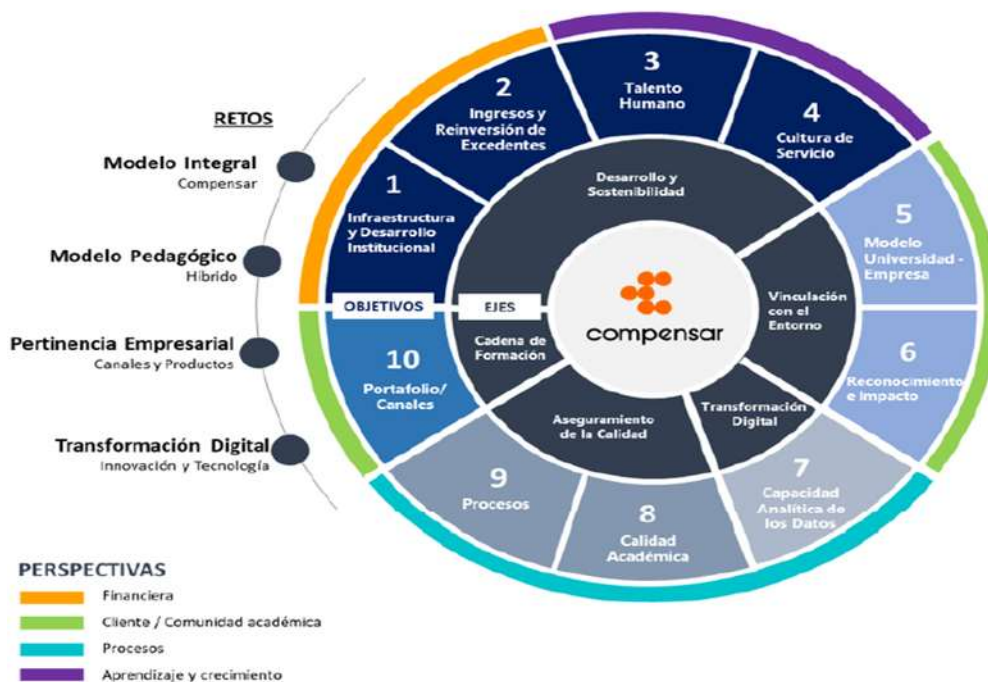 RETOS
Modelo Integral
Compensar
Modelo Pedagógico
Híbrido
Pertinencia Empresarial
Canales y Productos
Transformación Digital
Innovación y Tecnología
1
Infraestructura
y Desarrollo
Institucional
2
Ingresos y
Reinversión de
Excedentes
3
Talento
Humano
4
Cultura de
Servicio
5
Modelo
Universidad -
Empresa
6
Reconocimiento
e Impacto
7
Capacidad
Analítica de
los Datos
8
Calidad
Académica
9
Procesos
10
Portafolio/
Canales
OBJETIVOS
EJES
Desarrollo y
Sostenibilidad
Vinculación
con el
Entorno
Transformación
Digital
Aseguramiento
de la Calidad
Cadena de
Formación
compensar
PERSPECTIVAS
Financiera
Cliente / Comunidad académica
Procesos
Aprendizaje y crecimiento